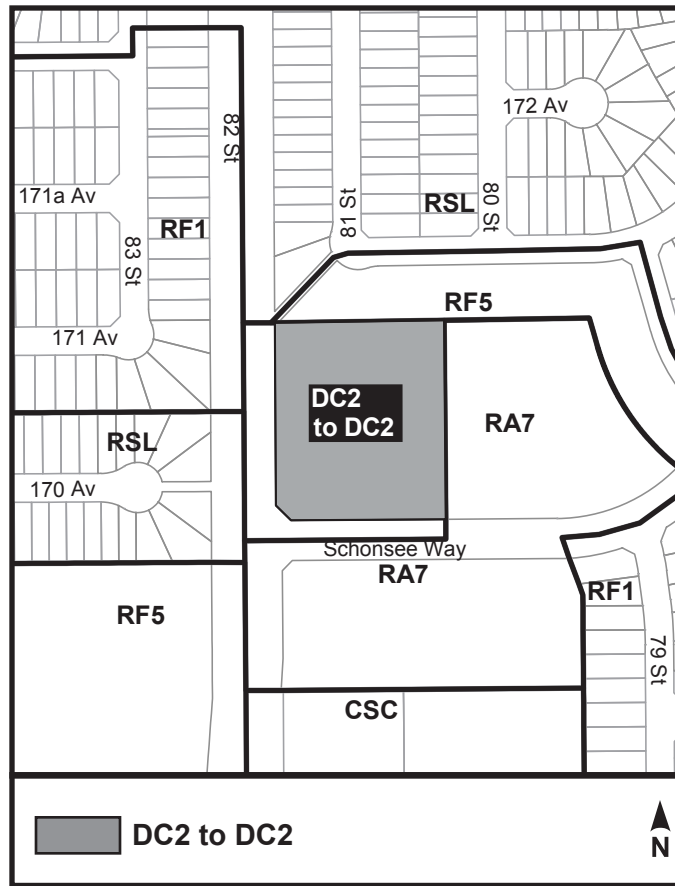 82 St
172 Av
171a Av
RF1
81 St
RSL
80 St
83 St
RF5
171 Av
DC2
to DC2
RA7
RSL
170 Av
Schonsee Way
RA7
RF1
RF5
79 St
CSC
DC2 to DC2
N